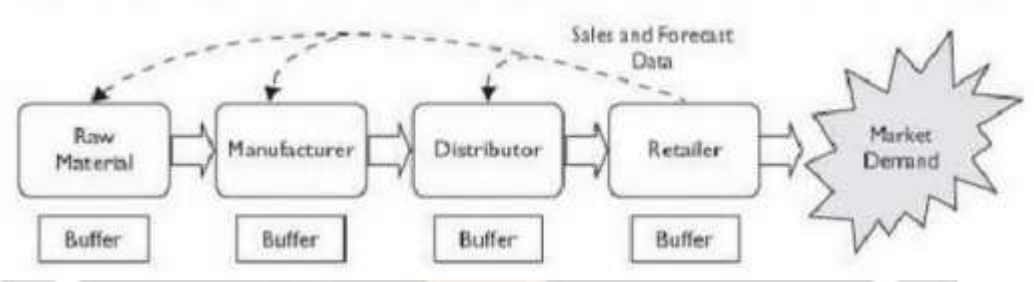 Sales and Forecast
Data
Raw
Material
Manufacturer
Distributor
Retailer
Market
Demand
Buffer
Buffer
Buffer
Buffer